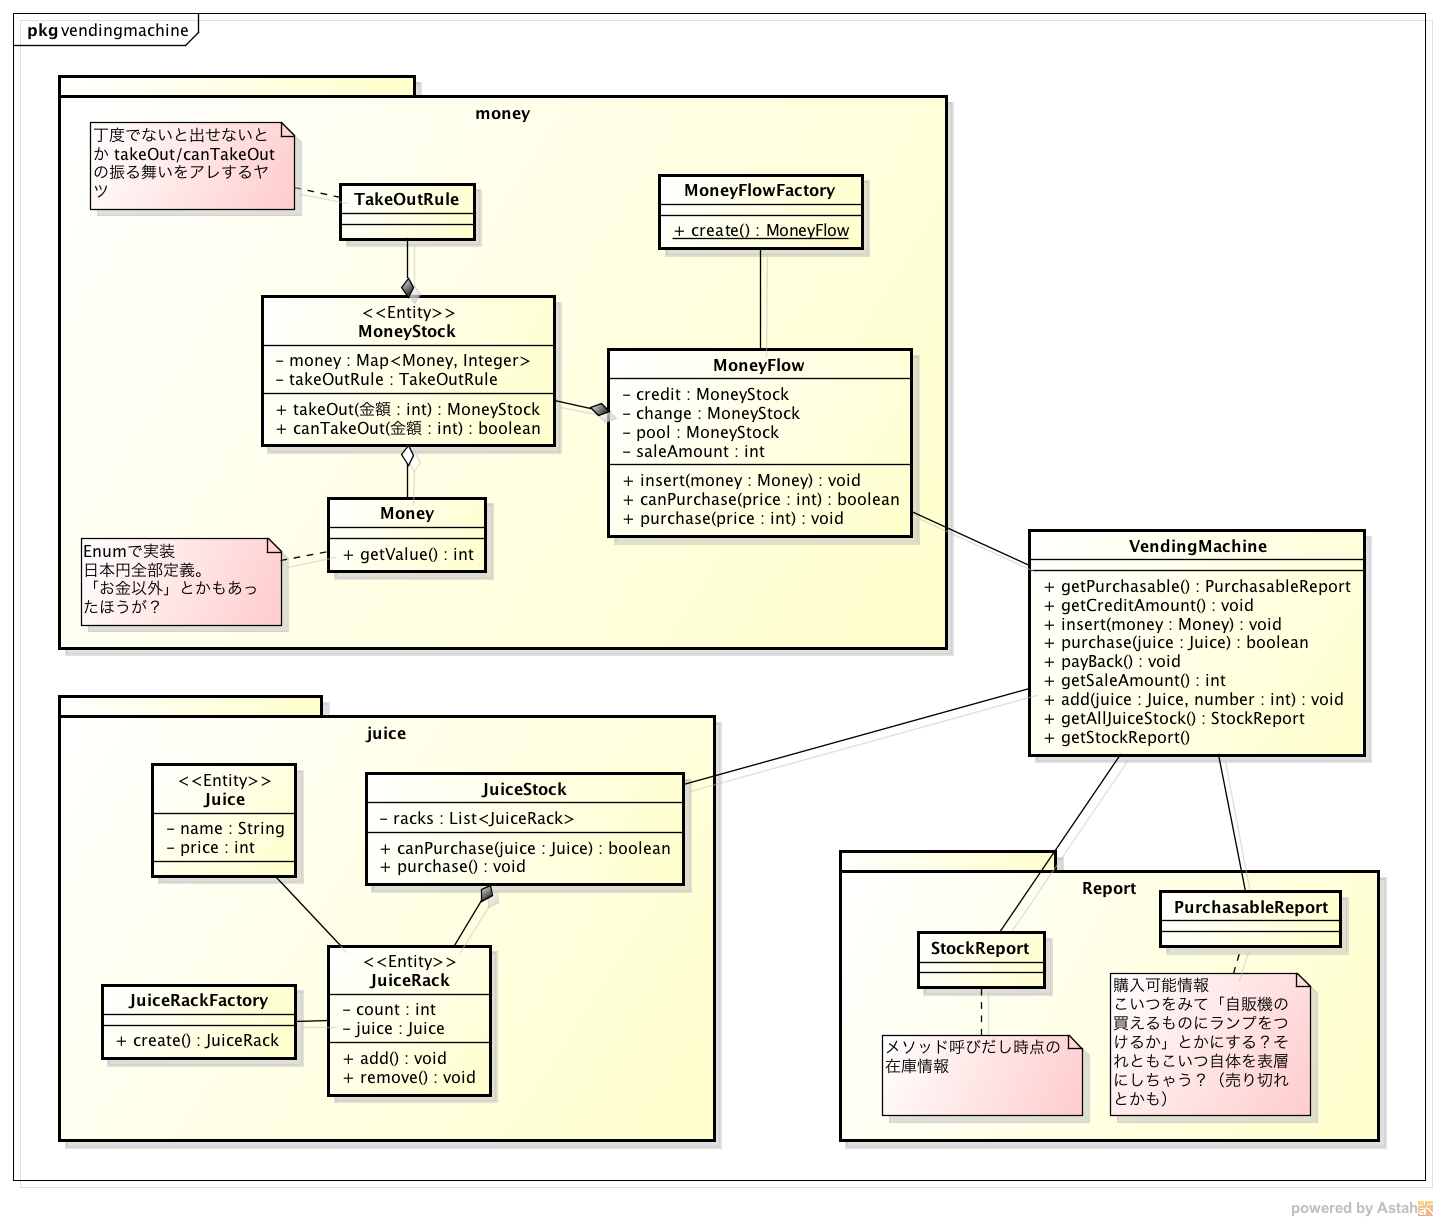 pkg vendingmachine
money
丁度でないと出せないと
か takeOut/canTakeOut
の振る舞いをアレするヤ
ツ
TakeOutRule
MoneyFlowFactory
+ create() : MoneyFlow
<<Entity>>
MoneyStock
- money : Map<Money, Integer>
- takeOutRule : TakeOutRule
+ takeOut(金額 : int) : MoneyStock
+ canTakeOut(金額 : int) : boolean
MoneyFlow
- credit : MoneyStock
- change : MoneyStock
- pool : MoneyStock
- saleAmount : int
+ insert(money : Money) : void
+ canPurchase(price : int) : boolean
+ purchase(price : int) : void
Money
+ getValue() : int
Enumで実装
日本円全部定義。
「お金以外」とかもあっ
たほうが？
VendingMachine
+ getPurchasable() : PurchasableReport
+ getCreditAmount() : void
+ insert(money : Money) : void
+ purchase(juice : Juice) : boolean
+ payBack() : void
+ getSaleAmount() : int
+ add(juice : Juice, number : int) : void
+ getAllJuiceStock() : StockReport
+ getStockReport()
juice
<<Entity>>
Juice
- name : String
- price : int
JuiceStock
- racks : List<JuiceRack>
+ canPurchase(juice : Juice) : boolean
+ purchase() : void
<<Entity>>
JuiceRack
- count : int
- juice : Juice
+ add() : void
+ remove() : void
JuiceRackFactory
+ create() : JuiceRack
Report
StockReport
PurchasableReport
メソッド呼びだし時点の
在庫情報
購入可能情報
こいつをみて「自販機の
買えるものにランプをつ
けるか」とかにする？そ
れともこいつ自体を表層
にしちゃう？（売り切れ
とかも）
powered by Astah